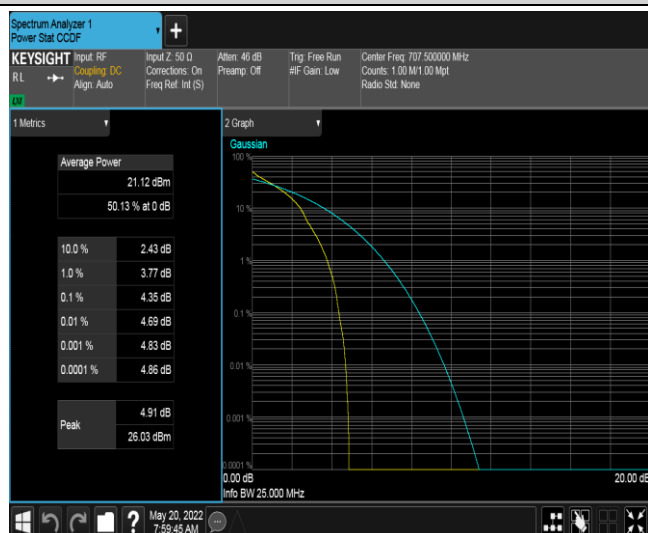 Spectrum Analyzer 1
Power Stat CCDF
+
KEYSIGHT
RL
LXI
Input: RF
Coupling: DC
Align: Auto
Input Z: 50 Ω
Corrections: On
Freq Ref: Int (S)
Atten: 46 dB
Preamp: Off
Trig: Free Run
#IF Gain: Low
Center Freq: 707.500000 MHz
Counts: 1.00 M/1.00 Mpt
Radio Std: None
1 Metrics
Average Power
21.12 dBm
50.13 % at 0 dB
10.0 % 2.43 dB
1.0 % 3.77 dB
0.1 % 4.35 dB
0.01 % 4.69 dB
0.001 % 4.83 dB
0.0001 % 4.86 dB
Peak
4.91 dB
26.03 dBm
2 Graph
Gaussian
100 %
10 %
1 %
0.1 %
0.01 %
0.001 %
0.0001 %
0.00 dB 20.00 dB
Info BW 25.000 MHz
?
May 20, 2022
7:59:45 AM